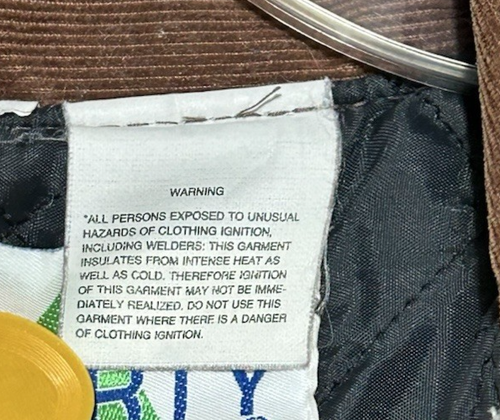 WARNING
"ALL PERSONS EXPOSED TO UNUSUAL
HAZARDS OF CLOTHING IGNITION,
INCLUDING WELDERS: THIS GARMENT
INSULATES FROM INTENSE HEAT AS
WELL AS COLD. THEREFORE IGNITION
OF THIS GARMENT MAY NOT BE IMME-
DIATELY REALIZED. DO NOT USE THIS
GARMENT WHERE THERE IS A DANGER
OF CLOTHING IGNITION.